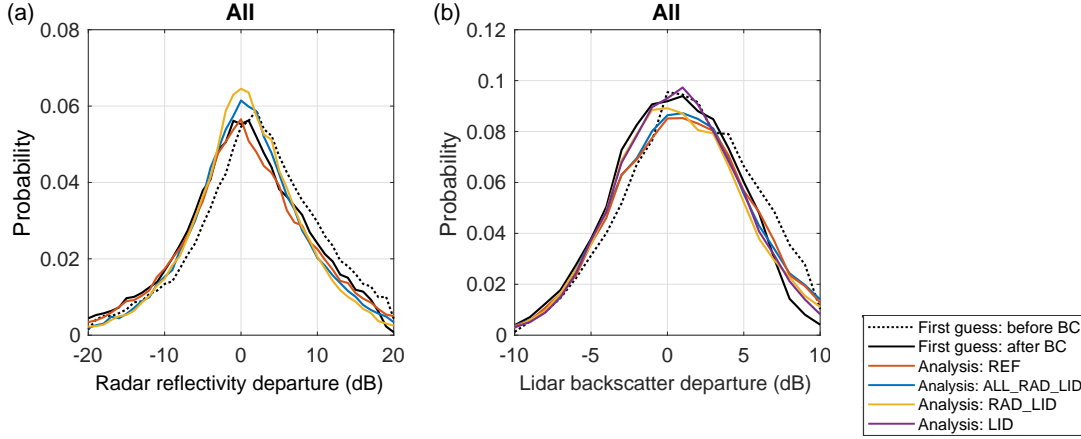 (a)
All
0.08
0.06
0.04
0.02
0
Probability
-20
-10
0
10
20
Radar reflectivity departure (dB)
(b)
All
0.12
0.1
0.08
0.06
0.04
0.02
0
Probability
-10
-5
0
5
10
Lidar backscatter departure (dB)
First guess: before BC
First guess: after BC
Analysis: REF
Analysis: ALL_RAD_LID
Analysis: RAD_LID
Analysis: LID